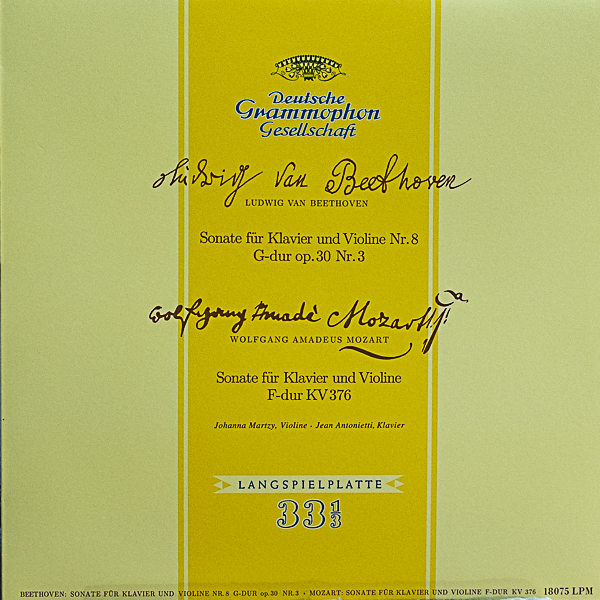 Deutsche
Grammophon
Gesellschaft
Ludwig Van Beethoven
LUDWIG VAN BEETHOVEN
Sonate für Klavier und Violine Nr. 8
G-dur op. 30 Nr. 3
Wolfgang Amadè Mozart
WOLFGANG AMADEUS MOZART
Sonate für Klavier und Violine
F-dur KV 376
Johanna Martzy, Violine - Jean Antonietti, Klavier
LANGSPIELPLATTE
33 1/3
BEETHOVEN: SONATE FÜR KLAVIER UND VIOLINE NR. 8 G-DUR op. 30 NR. 3 · MOZART: SONATE FÜR KLAVIER UND VIOLINE F-DUR KV 376 18075 LPM